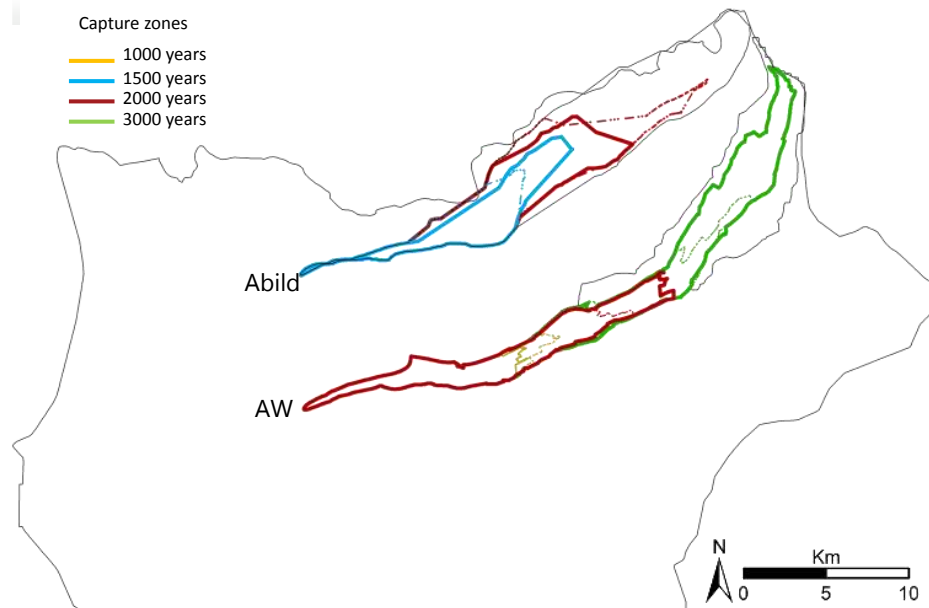 Capture zones
1000 years
1500 years
2000 years
3000 years
Abild
AW
N
Km
0 5 10